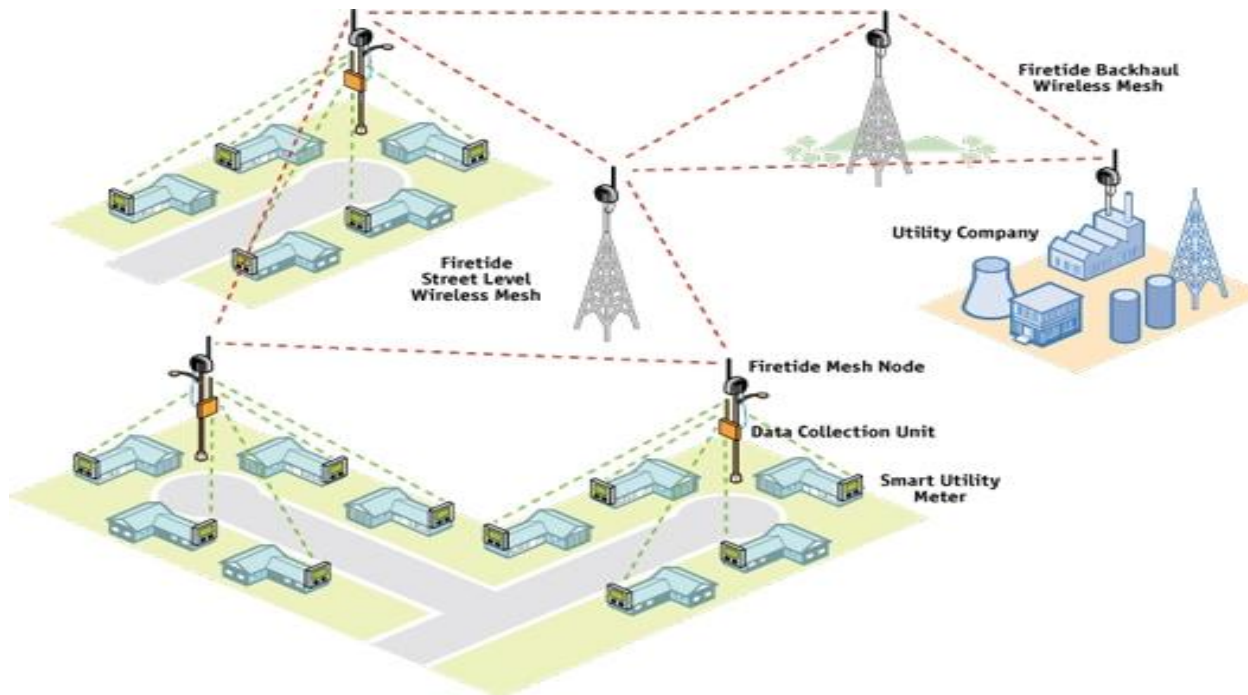 Firetide Backhaul
Wireless Mesh
Utility Company
Firetide
Street Level
Wireless Mesh
Firetide Mesh Node
Data Collection Unit
Smart Utility
Meter